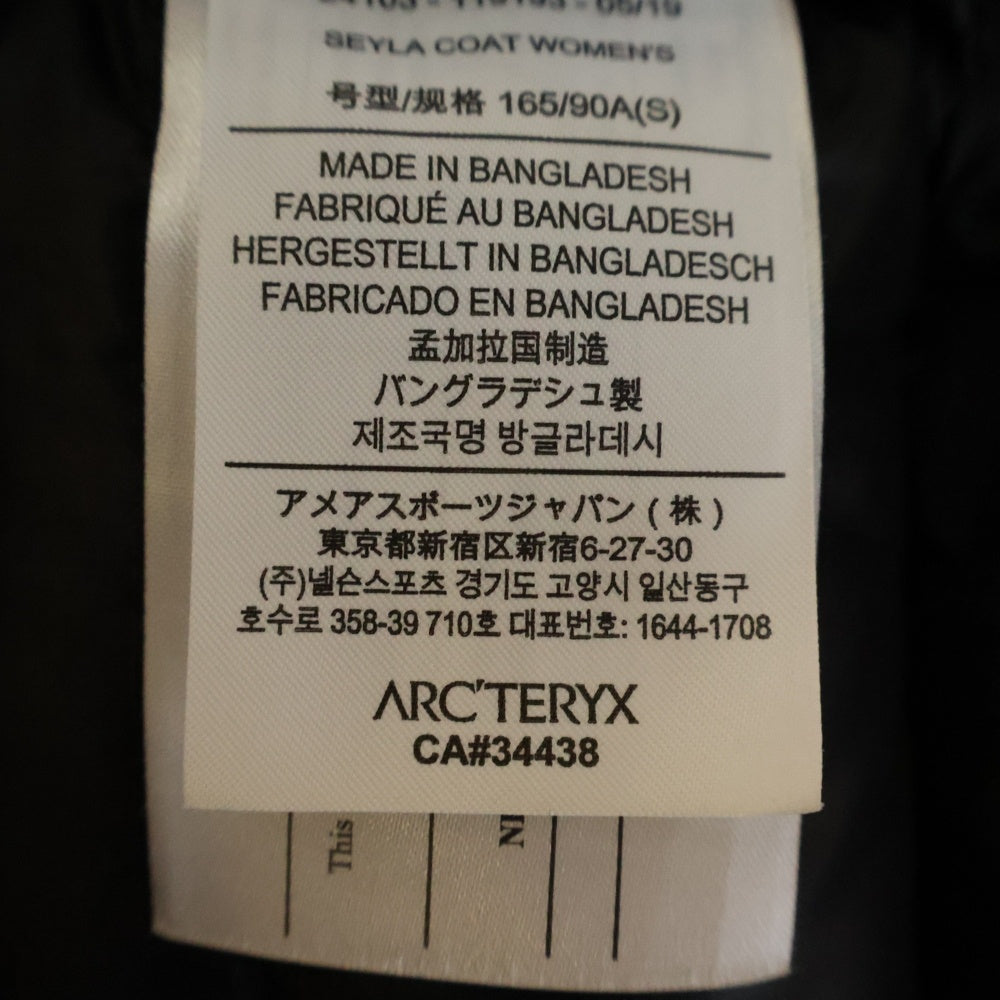 SEYLA COAT WOMEN'S
号型/规格 165/90A(S)
MADE IN BANGLADESH
FABRIQUÉ AU BANGLADESH
HERGESTELLT IN BANGLADESCH
FABRICADO EN BANGLADESH
孟加拉国制造
バングラデシュ製
제조국명 방글라데시
アメアスポーツジャパン ( 株 )
東京都新宿区新宿6-27-30
(주)넬슨스포츠 경기도 고양시 일산동구
호수로 358-39 710호 대표번호: 1644-1708
ARC'TERYX
CA#34438
This